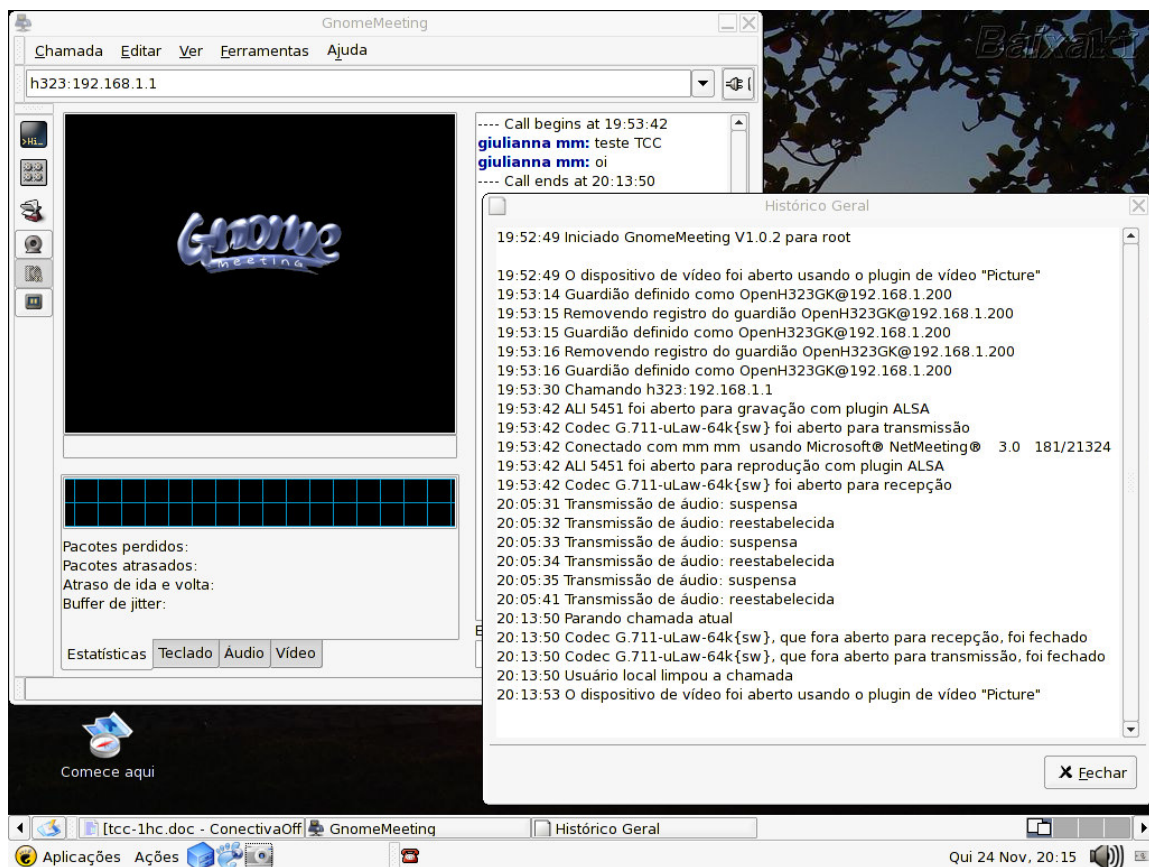 GnomeMeeting
Chamada Editar Ver Ferramentas Ajuda
h323:192.168.1.1
Baixaki
>Hi_
GNOME
meeting
---- Call begins at 19:53:42
giulianna mm: teste TCC
giulianna mm: oi
---- Call ends at 20:13:50
Pacotes perdidos:
Pacotes atrasados:
Atraso de ida e volta:
Buffer de jitter:
Estatísticas Teclado Áudio Vídeo
Histórico Geral
19:52:49 Iniciado GnomeMeeting V1.0.2 para root
19:52:49 O dispositivo de vídeo foi aberto usando o plugin de vídeo "Picture"
19:53:14 Guardião definido como OpenH323GK@192.168.1.200
19:53:15 Removendo registro do guardião OpenH323GK@192.168.1.200
19:53:15 Guardião definido como OpenH323GK@192.168.1.200
19:53:16 Removendo registro do guardião OpenH323GK@192.168.1.200
19:53:16 Guardião definido como OpenH323GK@192.168.1.200
19:53:30 Chamando h323:192.168.1.1
19:53:42 ALI 5451 foi aberto para gravação com plugin ALSA
19:53:42 Codec G.711-uLaw-64k{sw} foi aberto para transmissão
19:53:42 Conectado com mm mm usando Microsoft® NetMeeting® 3.0 181/21324
19:53:42 ALI 5451 foi aberto para reprodução com plugin ALSA
19:53:42 Codec G.711-uLaw-64k{sw} foi aberto para recepção
20:05:31 Transmissão de áudio: suspensa
20:05:32 Transmissão de áudio: reestabelecida
20:05:33 Transmissão de áudio: suspensa
20:05:34 Transmissão de áudio: reestabelecida
20:05:35 Transmissão de áudio: suspensa
20:05:41 Transmissão de áudio: reestabelecida
20:13:50 Parando chamada atual
20:13:50 Codec G.711-uLaw-64k{sw}, que fora aberto para recepção, foi fechado
20:13:50 Codec G.711-uLaw-64k{sw}, que fora aberto para transmissão, foi fechado
20:13:50 Usuário local limpou a chamada
20:13:53 O dispositivo de vídeo foi aberto usando o plugin de vídeo "Picture"
Fechar
Comece aqui
[tcc-1hc.doc - ConectivaOff GnomeMeeting Histórico Geral
Aplicações Ações Qui 24 Nov, 20:15